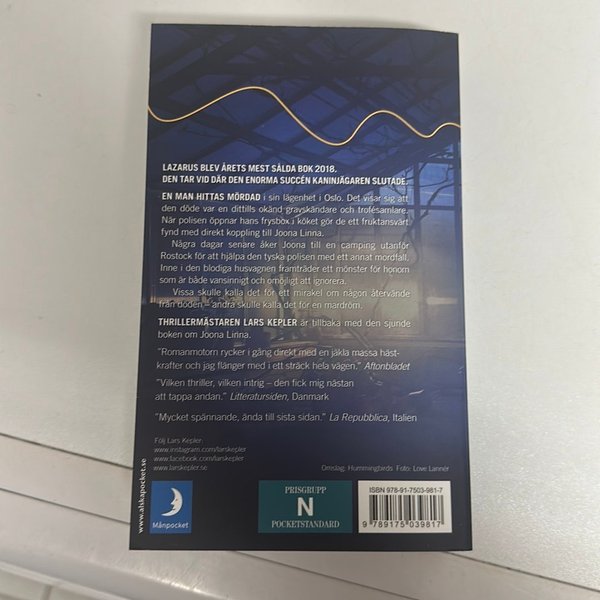 LAZARUS BLEV ÅRETS MEST SÅLDA BOK 2018.
DEN TAR VID DÄR DEN ENORMA SUCCÉN KANINJÄGAREN SLUTADE.
EN MAN HITTAS MÖRDAD i sin lägenhet i Oslo. Det visar sig att
den döde var en dittills okänd gravskändare och trofésamlare.
När polisen öppnar hans frysbox i köket gör de ett fruktansvärt
fynd med direkt koppling till Joona Linna.
Några dagar senare åker Joona till en camping utanför
Rostock för att hjälpa den tyska polisen med ett annat mordfall.
Inne i den blodiga husvagnen framträder ett mönster för honom
som är både vansinnigt och omöjligt att ignorera.
Vissa skulle kalla det för ett mirakel om någon återvände
från döden – andra skulle kalla det för en mardröm.
THRILLERMÄSTAREN LARS KEPLER är tillbaka med den sjunde
boken om Joona Linna.
"Romanmotorn rycker i gång direkt med en jäkla massa häst-
krafter och jag flänger med i ett sträck hela vägen." Aftonbladet
"Vilken thriller, vilken intrig – den fick mig nästan
att tappa andan." Litteratursiden, Danmark
"Mycket spännande, ända till sista sidan." La Repubblica, Italien
Följ Lars Kepler:
www.instagram.com/larskepler
www.facebook.com/larskepler
www.larskepler.se
Omslag: Hummingbirds Foto: Love Lannér
www.alskapocket.se
Månpocket
PRISGRUPP
N
POCKETSTANDARD
ISBN 978-91-7503-981-7
9 789175 039817